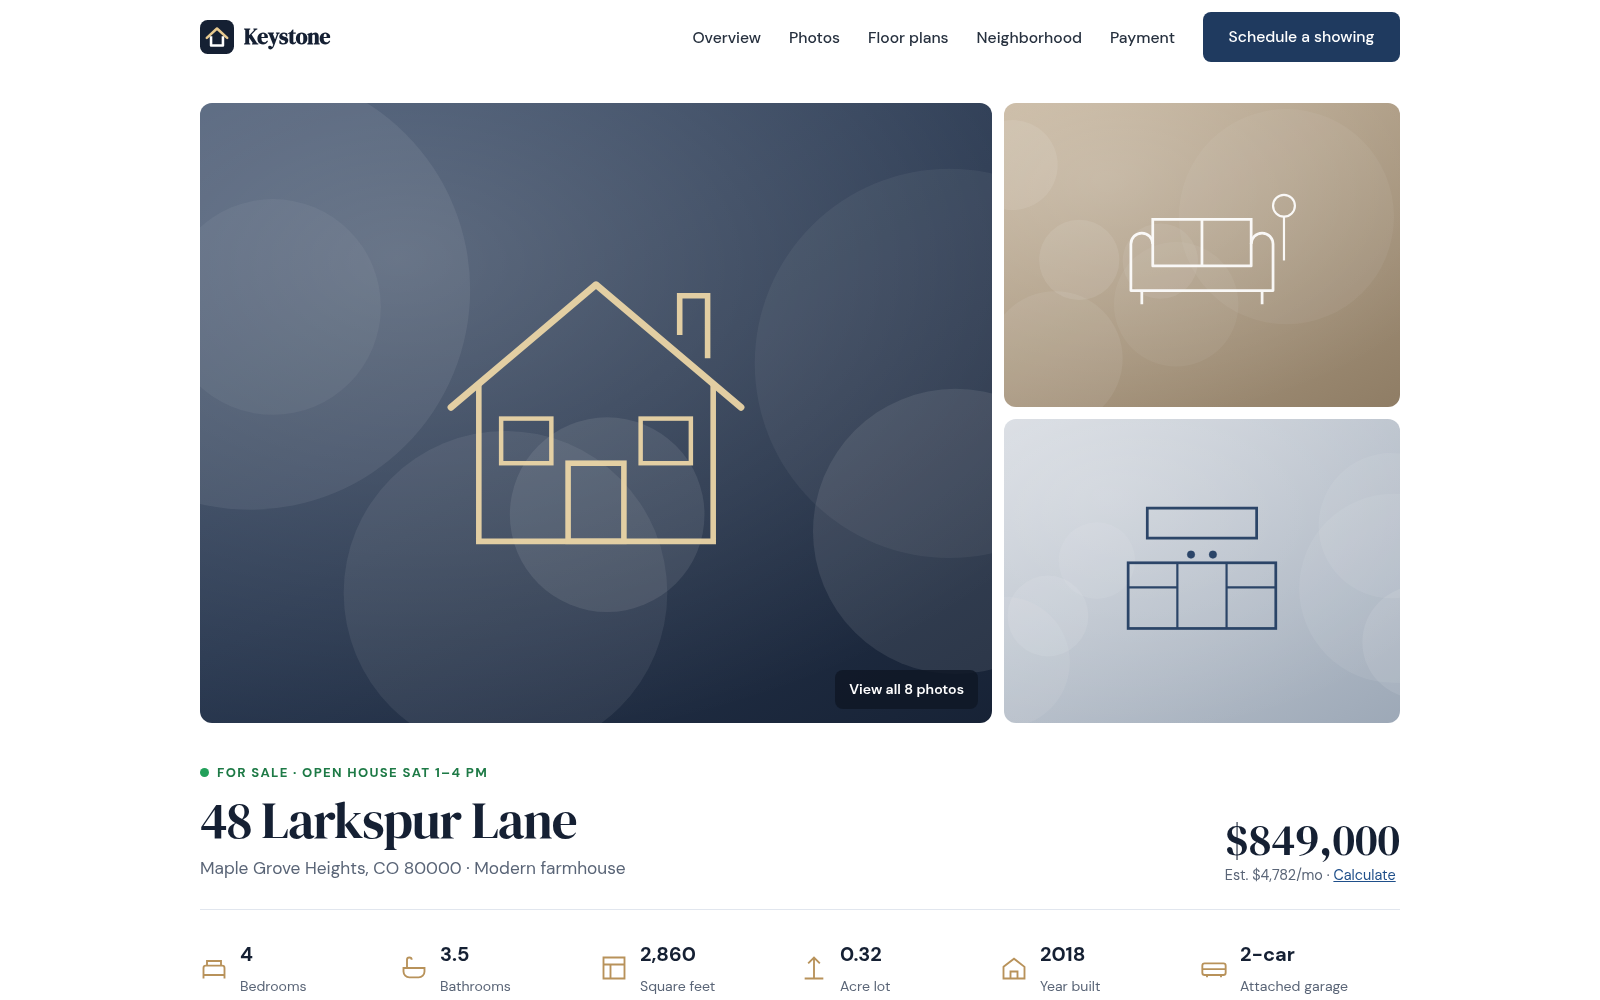 Keystone
Overview Photos Floor plans Neighborhood Payment Schedule a showing
View all 8 photos
FOR SALE · OPEN HOUSE SAT 1–4 PM
48 Larkspur Lane
$849,000
Maple Grove Heights, CO 80000 · Modern farmhouse
Est. $4,782/mo · Calculate
4 3.5 2,860 0.32 2018 2-car
Bedrooms Bathrooms Square feet Acre lot Year built Attached garage